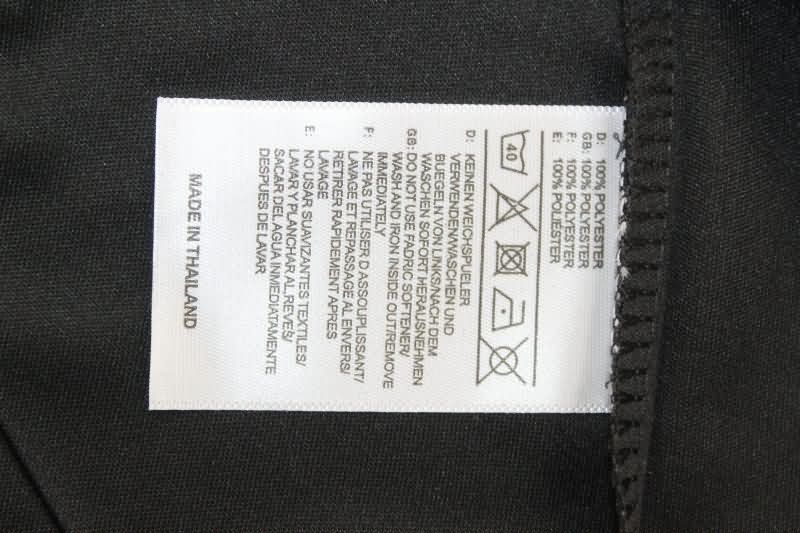 D: 100% POLYESTER
GB: 100% POLYESTER
F: 100% POLYESTER
E: 100% POLIÉSTER
40
D: KEINEN WEICHSPUELER
VERWENDEN/WASCHEN UND
BUEGELN VON LINKS/NACH DEM
WASCHEN SOFORT HERAUSNEHMEN
GB: DO NOT USE FADRIC SOFTENER/
WASH AND IRON INSIDE OUT/REMOVE
IMMEDIATELY
F: NE PAS UTILISER D ASSOUPLISSANT/
LAVAGE ET REPASSAGE AL ENVERS/
RETIRER RAPIDEMENT APRES
LAVAGE
E: NO USAR SUAVIZANTES TEXTILES/
LAVAR Y PLANCHAR AL REVES/
SACAR DEL AGUA INMEDIATAMENTE
DESPUES DE LAVAR
MADE IN THAILAND